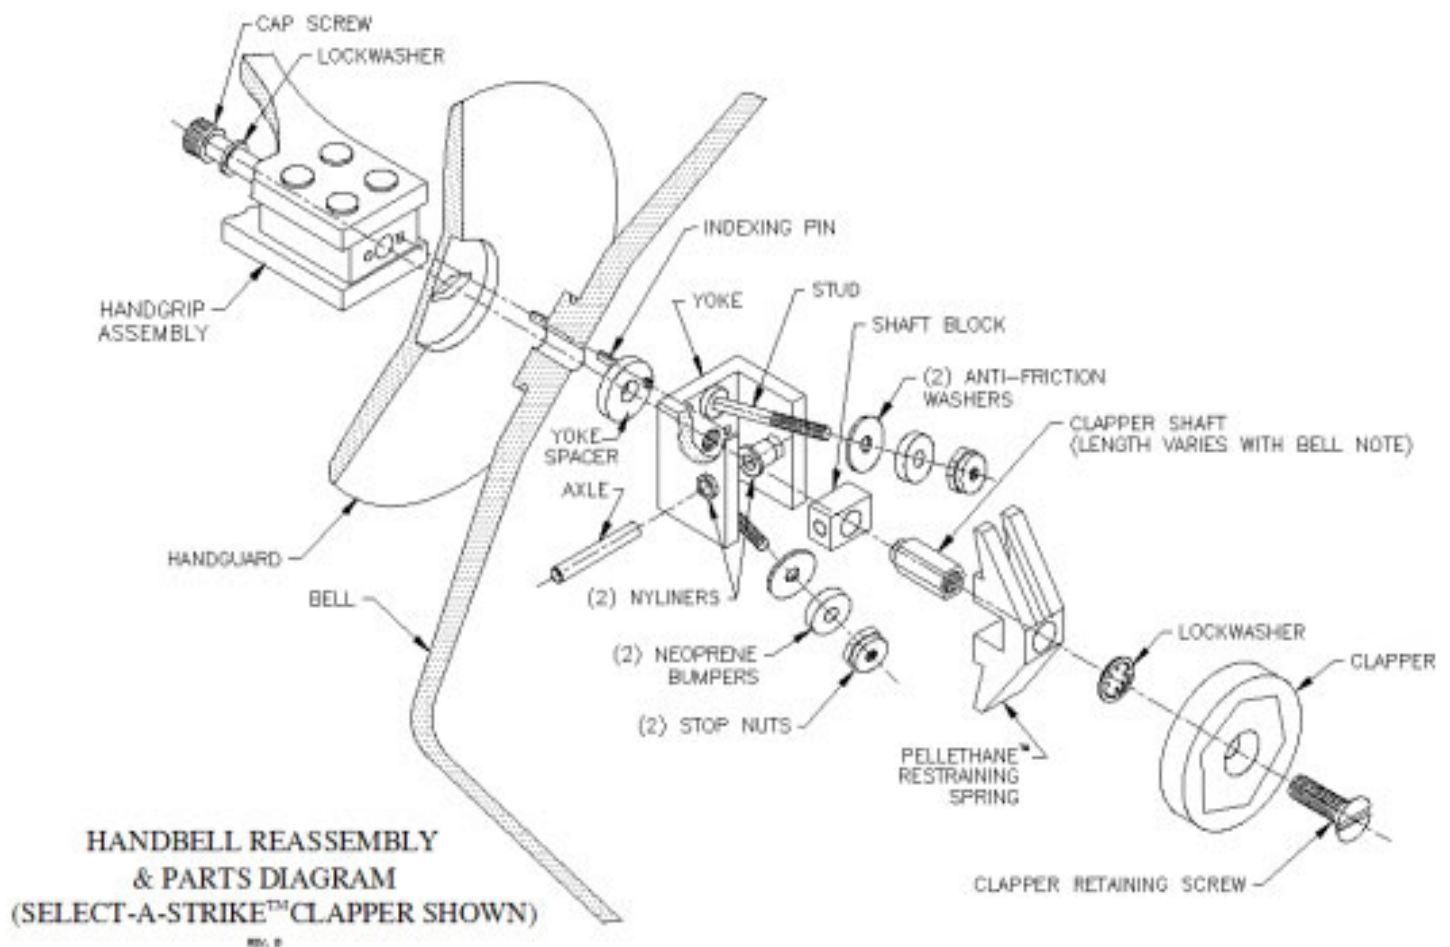 CAP SCREW
LOCKWASHER
INDEXING PIN
HANDGRIP
ASSEMBLY
YOKE
STUD
SHAFT BLOCK
(2) ANTI-FRICTION
WASHERS
CLAPPER SHAFT
(LENGTH VARIES WITH BELL NOTE)
YOKE
SPACER
AXLE
HANDGUARD
BELL
(2) NYLINERS
(2) NEOPRENE
BUMPERS
(2) STOP NUTS
LOCKWASHER
CLAPPER
PELLETHANE™
RESTRAINING
SPRING
CLAPPER RETAINING SCREW
HANDBELL REASSEMBLY
& PARTS DIAGRAM
(SELECT-A-STRIKE™ CLAPPER SHOWN)